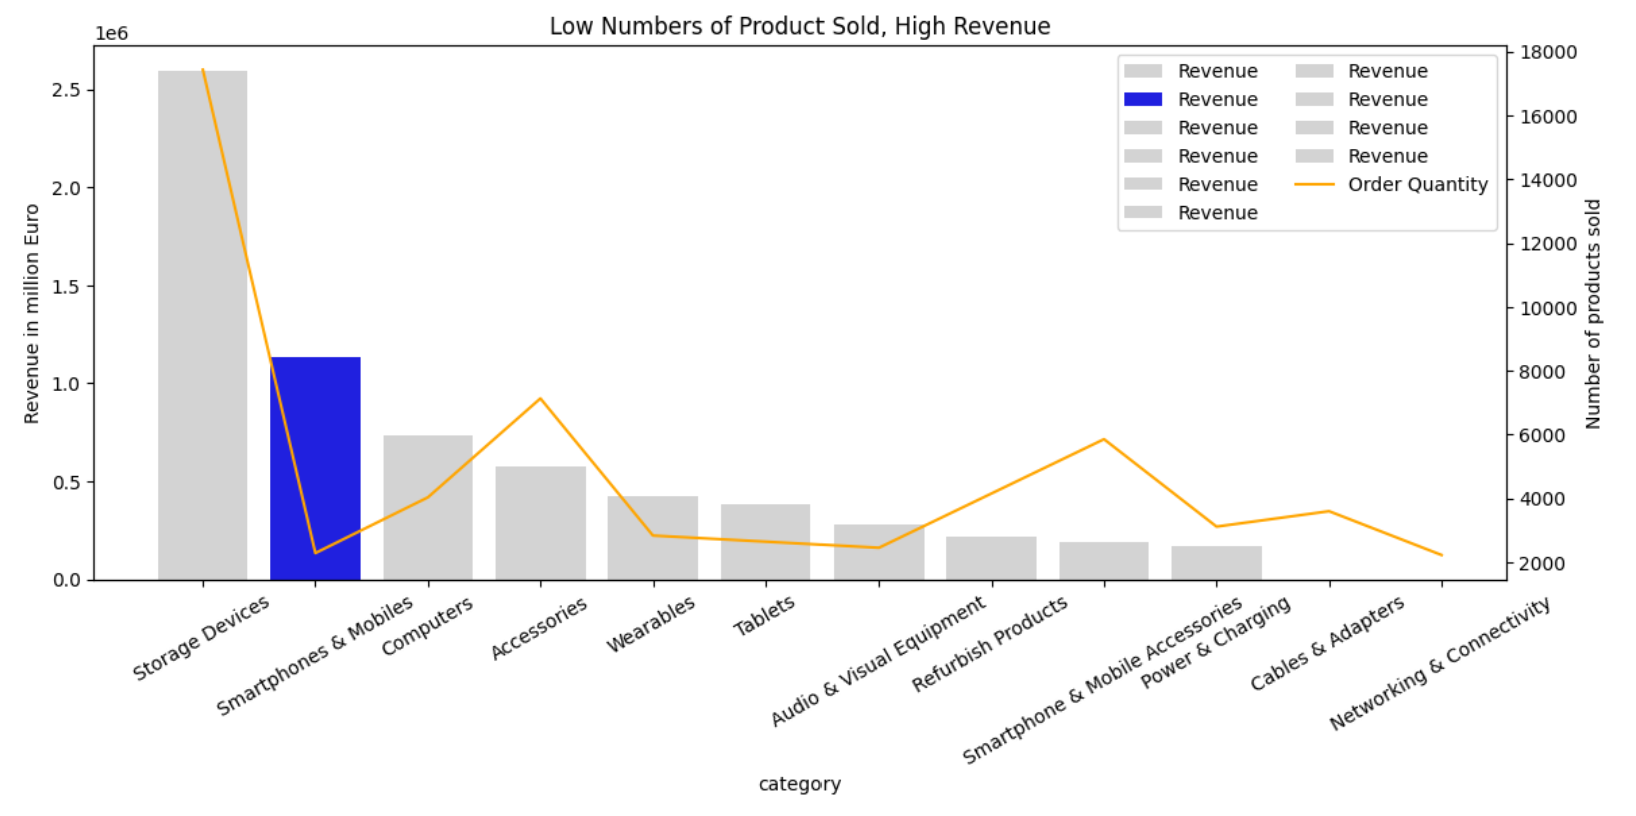 Low Numbers of Product Sold, High Revenue
1e6
Revenue in million Euro
2.5
2.0
1.5
1.0
0.5
0.0
Revenue
Revenue
Revenue
Revenue
Revenue
Revenue
Revenue
Revenue
Revenue
Revenue
Order Quantity
18000
16000
14000
12000
10000
8000
6000
4000
2000
Number of products sold
Storage Devices
Smartphones & Mobiles
Computers
Accessories
Wearables
Tablets
Audio & Visual Equipment
Refurbish Products
Smartphone & Mobile Accessories
Power & Charging
Cables & Adapters
Networking & Connectivity
category